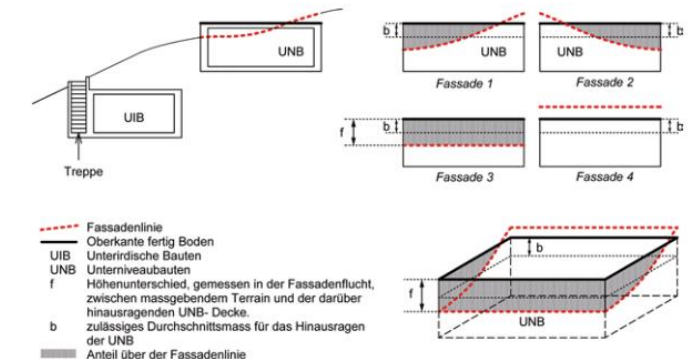 UNB
UIB
Treppe
b
UNB
Fassade 1
b
UNB
Fassade 2
f
b
Fassade 3
b
Fassade 4
Fassadenlinie
Oberkante fertig Boden
UIB Unterirdische Bauten
UNB Unterniveaubauten
f Höhenunterschied, gemessen in der Fassadenflucht,
zwischen massgebendem Terrain und der darüber
hinausragenden UNB- Decke.
b zulässiges Durchschnittsmass für das Hinausragen
der UNB
Anteil über der Fassadenlinie
b
f
UNB